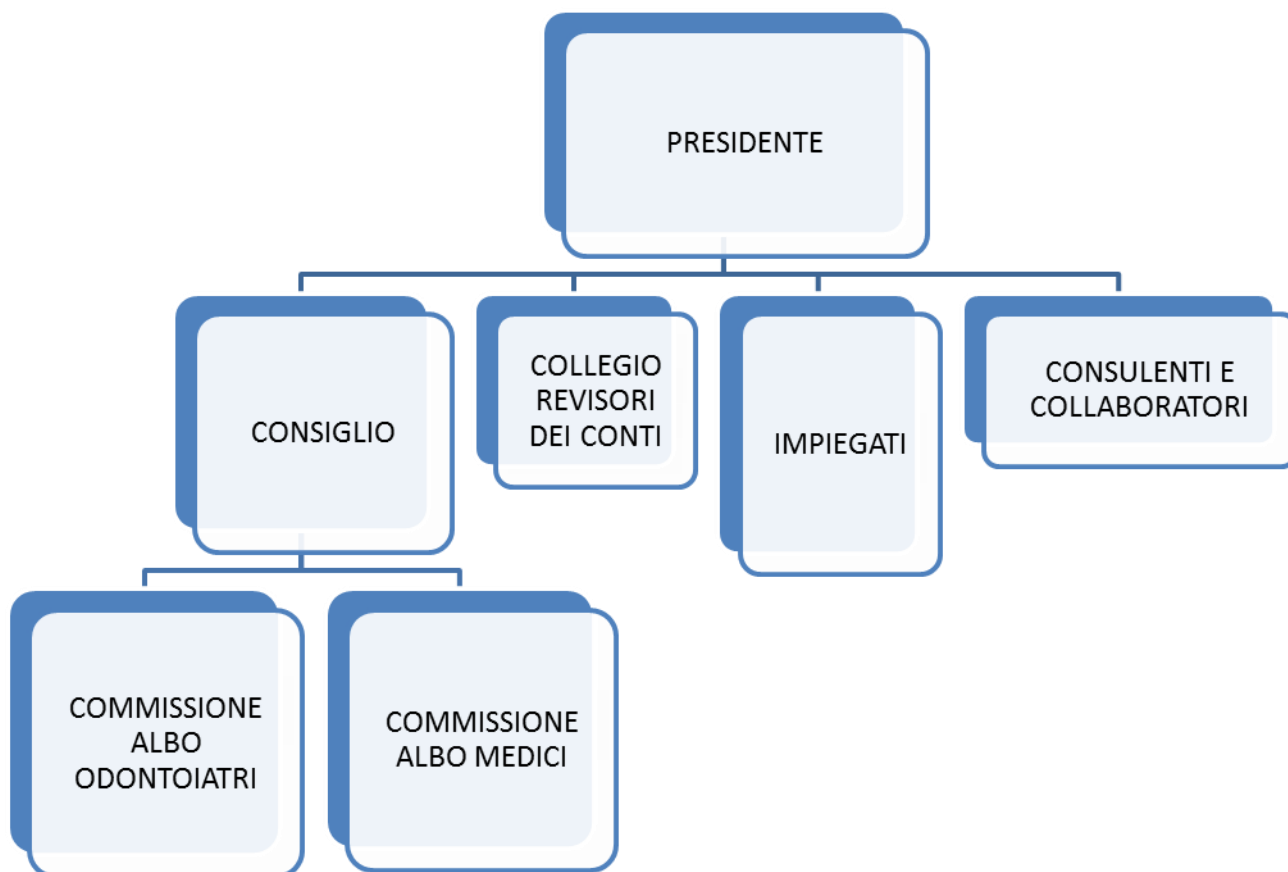 PRESIDENTE
CONSIGLIO
COLLEGIO
REVISORI
DEI CONTI
IMPIEGATI
CONSULENTI E
COLLABORATORI
COMMISSIONE
ALBO
ODONTOIATRI
COMMISSIONE
ALBO MEDICI